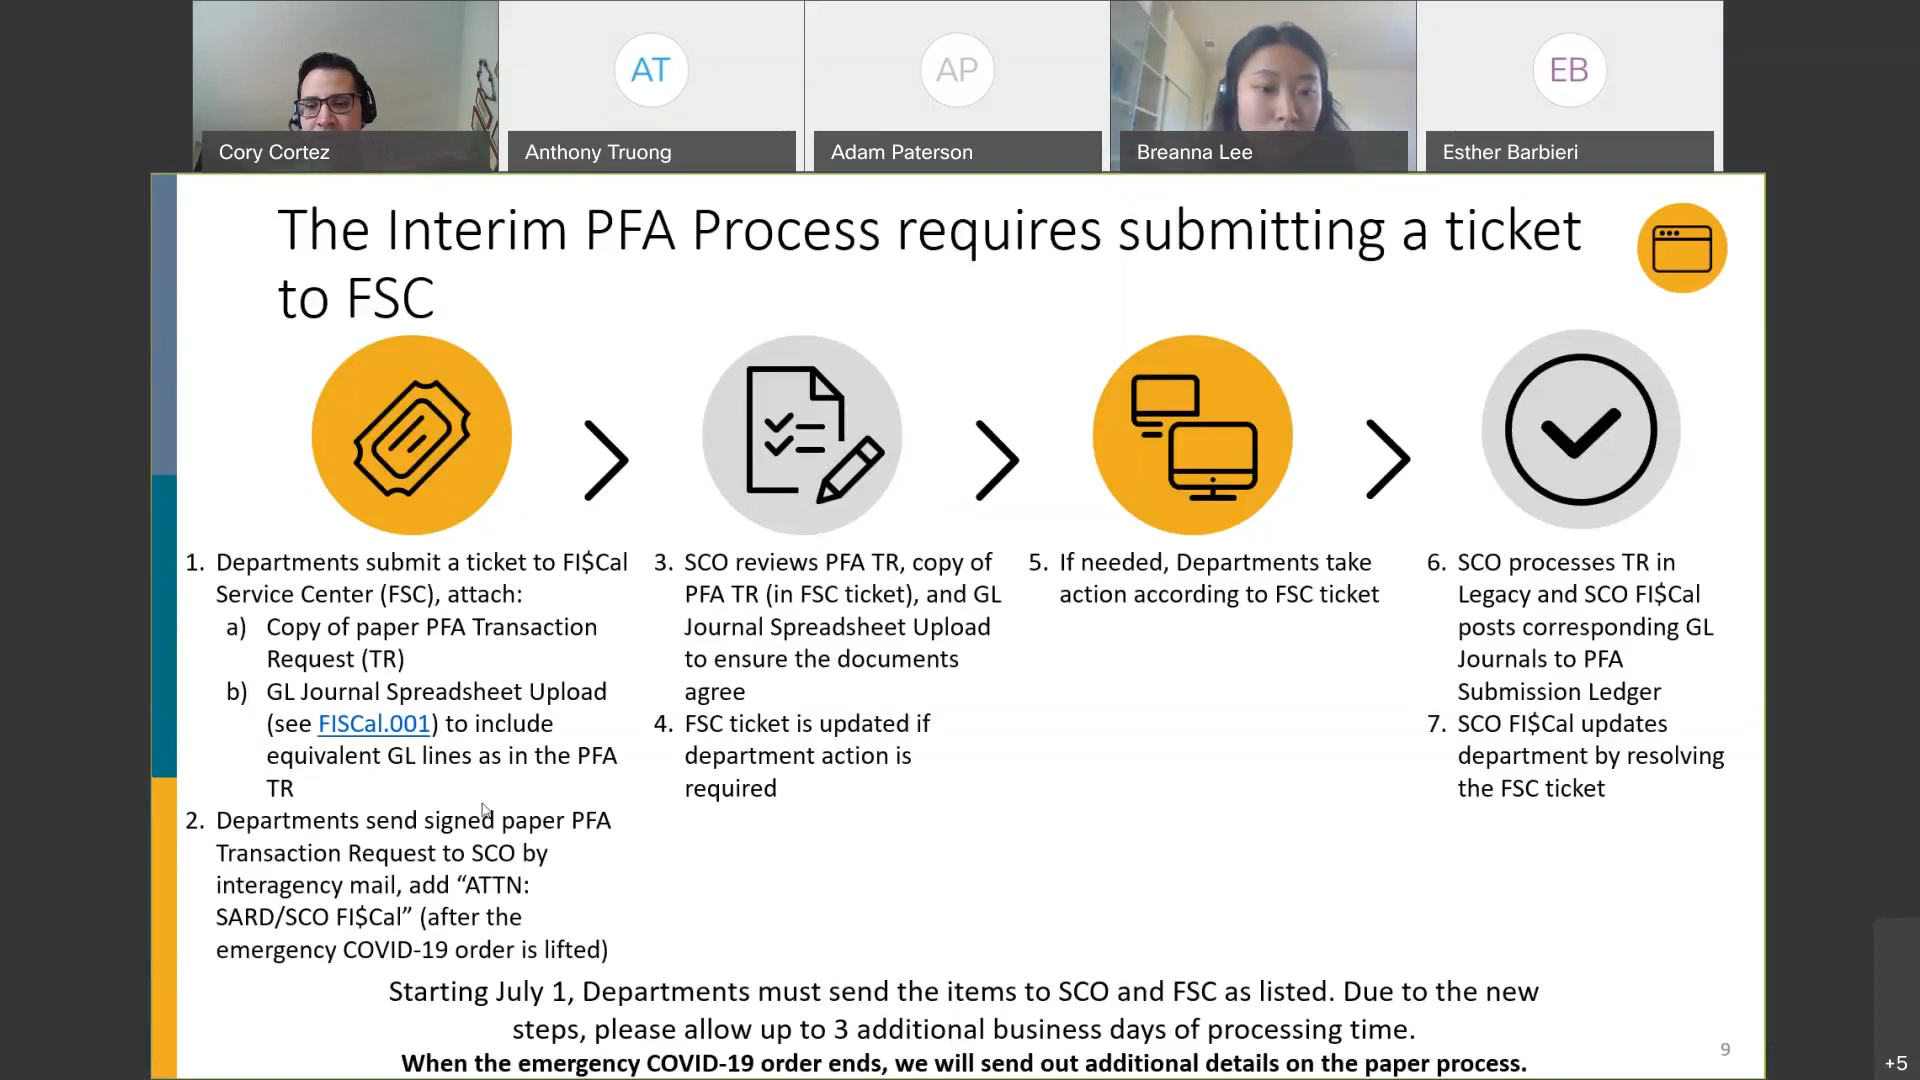 AT
AP
EB
Cory Cortez
Anthony Truong
Adam Paterson
Breanna Lee
Esther Barbieri
The Interim PFA Process requires submitting a ticket
to FSC
1. Departments submit a ticket to FI$Cal
Service Center (FSC), attach:
a) Copy of paper PFA Transaction
Request (TR)
b) GL Journal Spreadsheet Upload
(see FISCal.001) to include
equivalent GL lines as in the PFA
TR
2. Departments send signed paper PFA
Transaction Request to SCO by
interagency mail, add “ATTN:
SARD/SCO FI$Cal” (after the
emergency COVID-19 order is lifted)
3. SCO reviews PFA TR, copy of
PFA TR (in FSC ticket), and GL
Journal Spreadsheet Upload
to ensure the documents
agree
4. FSC ticket is updated if
department action is
required
5. If needed, Departments take
action according to FSC ticket
6. SCO processes TR in
Legacy and SCO FI$Cal
posts corresponding GL
Journals to PFA
Submission Ledger
7. SCO FI$Cal updates
department by resolving
the FSC ticket
Starting July 1, Departments must send the items to SCO and FSC as listed. Due to the new
steps, please allow up to 3 additional business days of processing time.
When the emergency COVID-19 order ends, we will send out additional details on the paper process.
9
+5